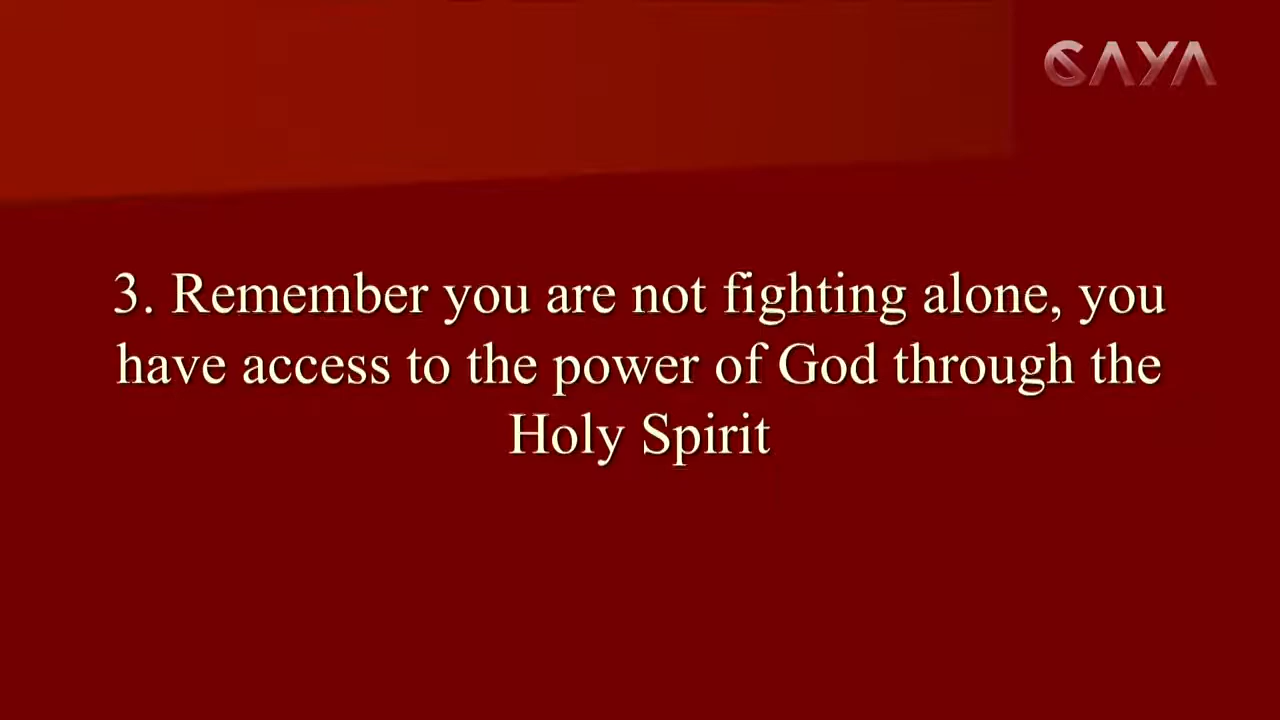 GAYA
3. Remember you are not fighting alone, you
have access to the power of God through the
Holy Spirit